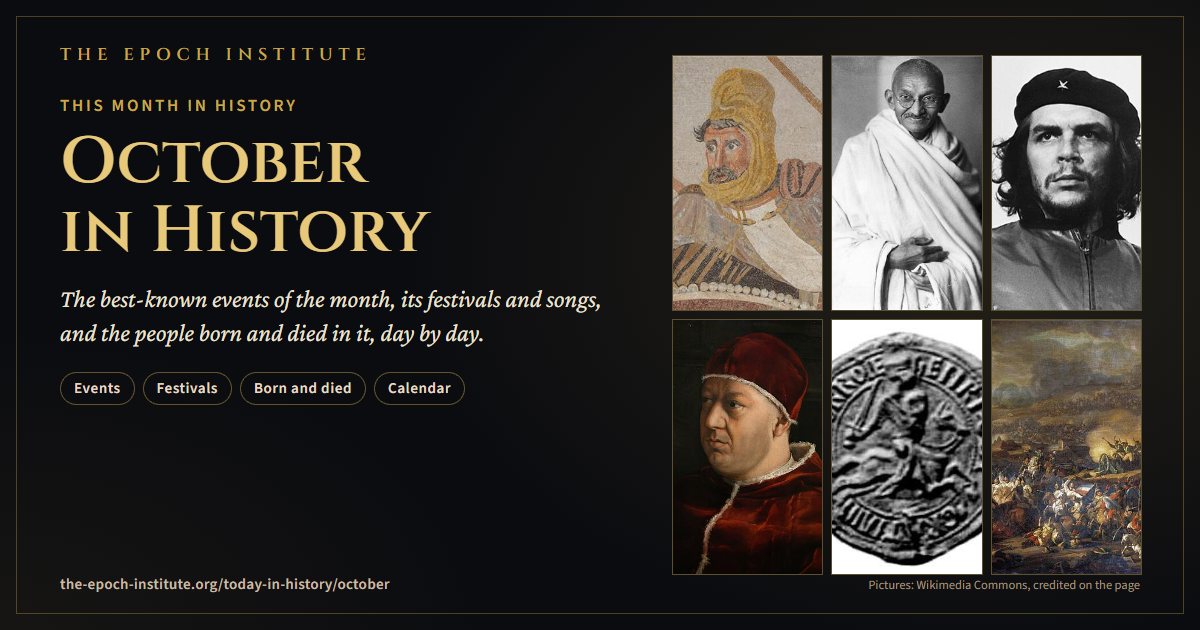 THE EPOCH INSTITUTE
THIS MONTH IN HISTORY
OCTOBER
IN HISTORY
The best-known events of the month, its festivals and songs,
and the people born and died in it, day by day.
Events
Festivals
Born and died
Calendar
the-epoch-institute.org/today-in-history/october
Pictures: Wikimedia Commons, credited on the page